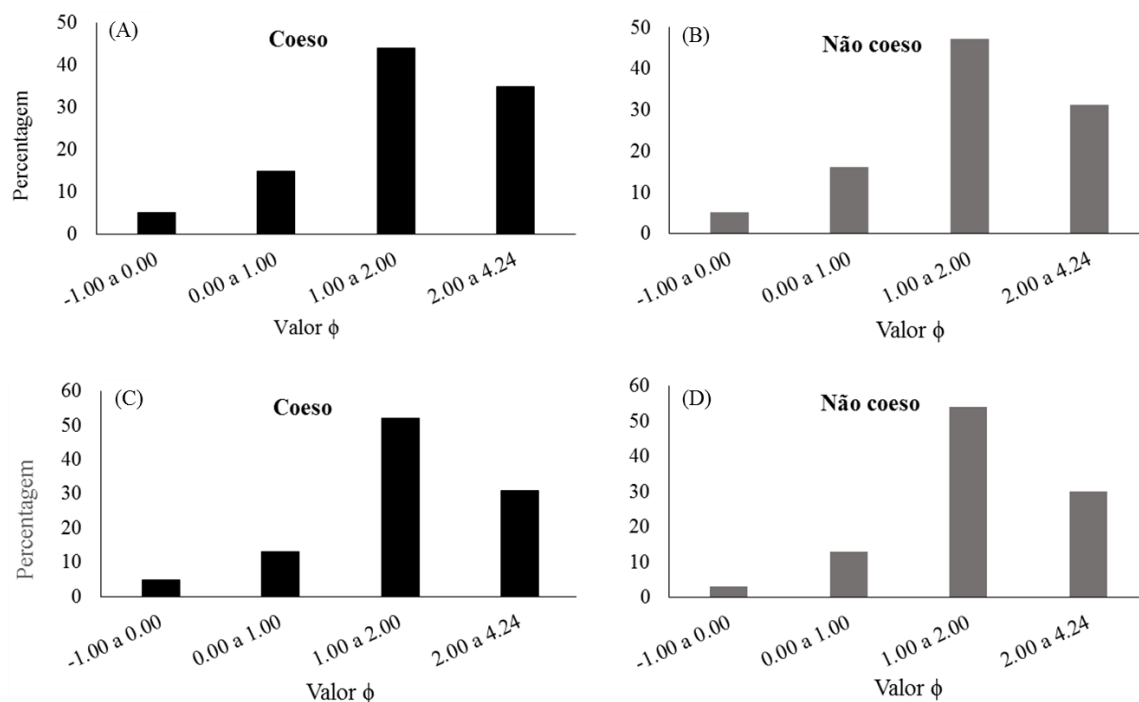 (A)
Coeso
Percentagem
50
40
30
20
10
0
-1.00 a 0.00
0.00 a 1.00
1.00 a 2.00
2.00 a 4.24
Valor ϕ
(B)
Não coeso
50
40
30
20
10
0
-1.00 a 0.00
0.00 a 1.00
1.00 a 2.00
2.00 a 4.24
Valor ϕ
(C)
Coeso
Percentagem
60
50
40
30
20
10
0
-1.00 a 0.00
0.00 a 1.00
1.00 a 2.00
2.00 a 4.24
Valor ϕ
(D)
Não coeso
60
50
40
30
20
10
0
-1.00 a 0.00
0.00 a 1.00
1.00 a 2.00
2.00 a 4.24
Valor ϕ